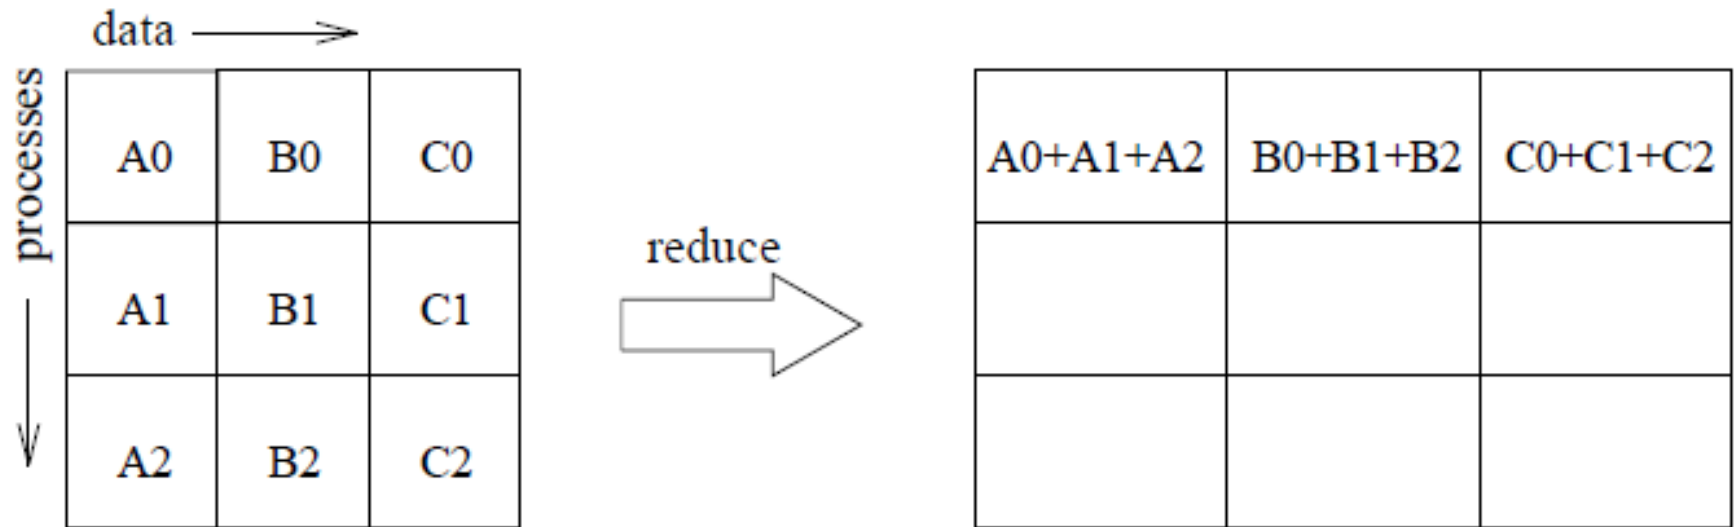 data
processes
A0 B0 C0
A1 B1 C1
A2 B2 C2
reduce
A0+A1+A2 B0+B1+B2 C0+C1+C2